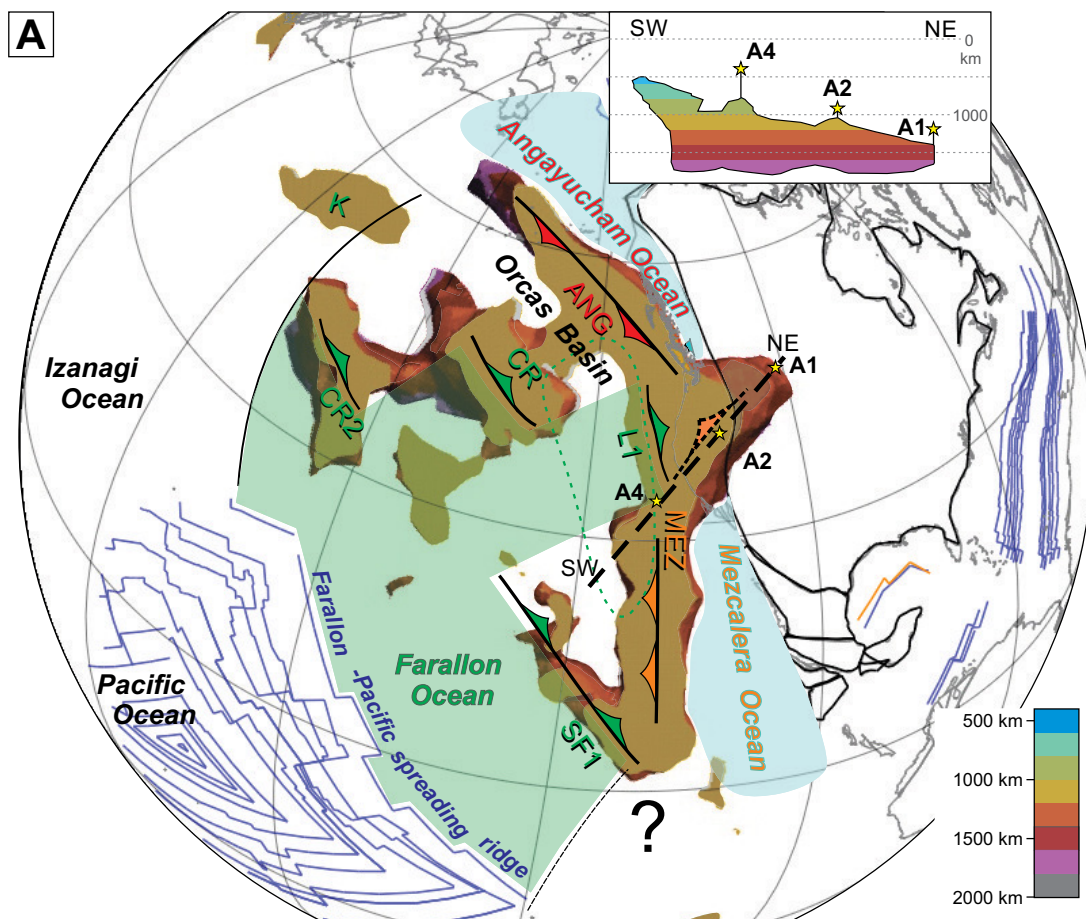 A
SW
NE
0
km
A4
A2
1000
A1
Angayucham Ocean
K
Orcas
Basin
ANG
NE
A1
Izanagi
Ocean
CR
CR2
L1
A2
A4
MEZ
SW
Mezcalera Ocean
Farallon
Ocean
Farallon -Pacific spreading ridge
Pacific
Ocean
SF1
?
500 km
1000 km
1500 km
2000 km